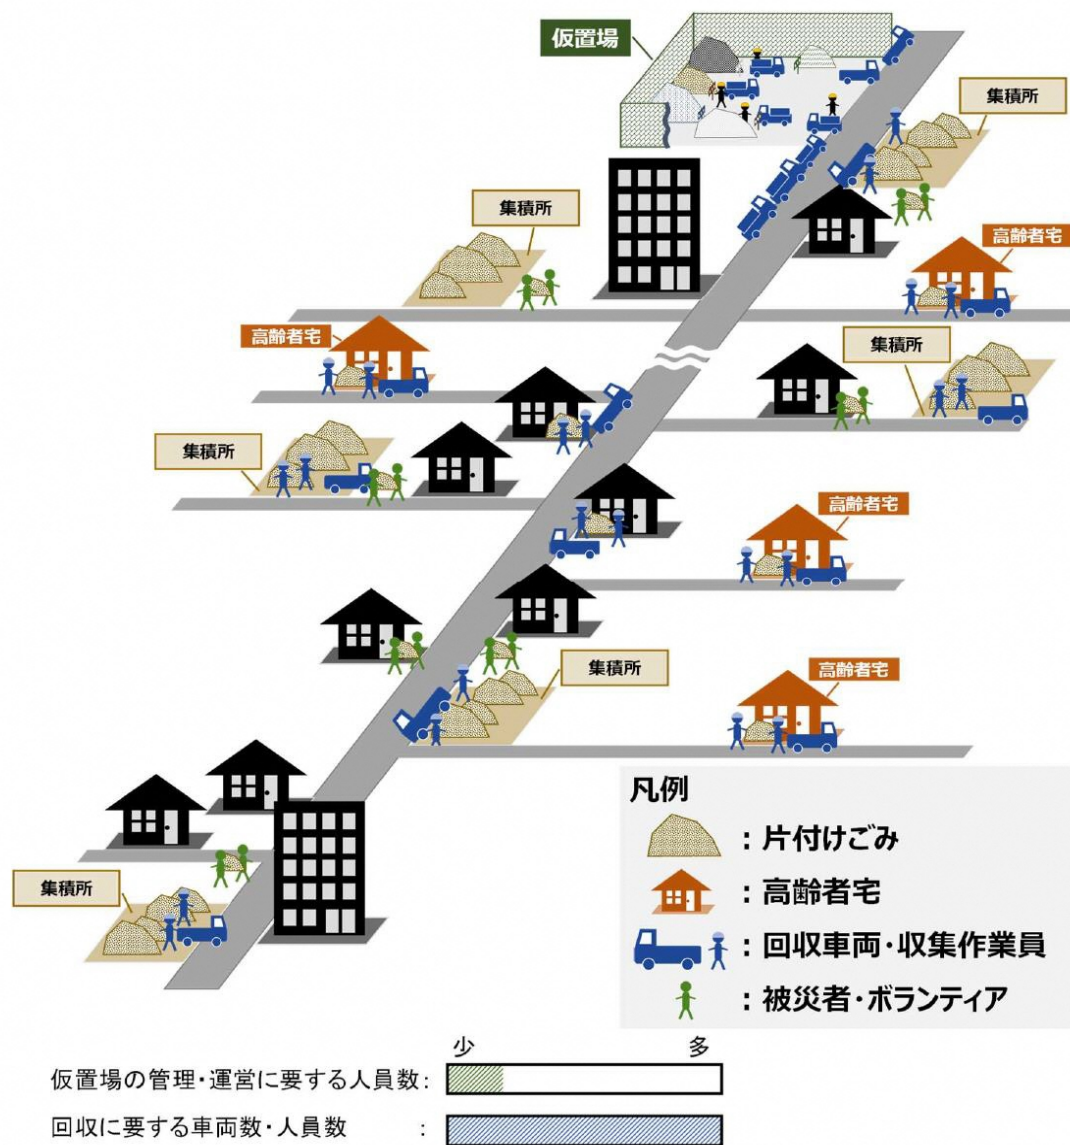 仮置場
集積所
集積所
高齢者宅
高齢者宅
集積所
集積所
高齢者宅
集積所
高齢者宅
集積所
凡例
：片付けごみ
：高齢者宅
：回収車両・収集作業員
：被災者・ボランティア
少 多
仮置場の管理・運営に要する人員数：
回収に要する車両数・人員数 ：